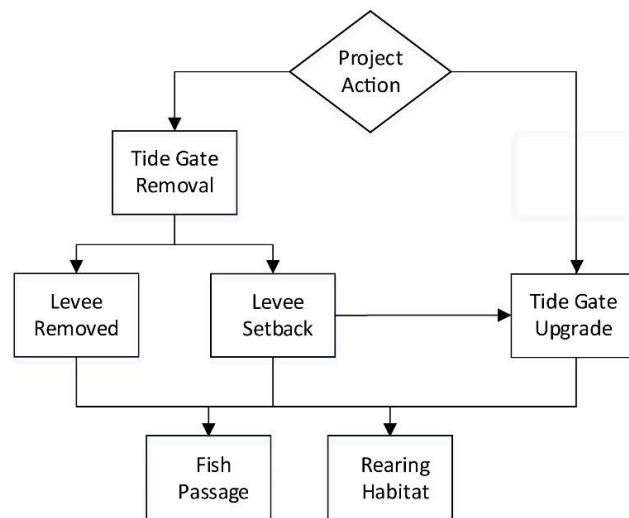 Project
Action
Tide Gate
Removal
Levee
Removed
Levee
Setback
Tide Gate
Upgrade
Fish
Passage
Rearing
Habitat